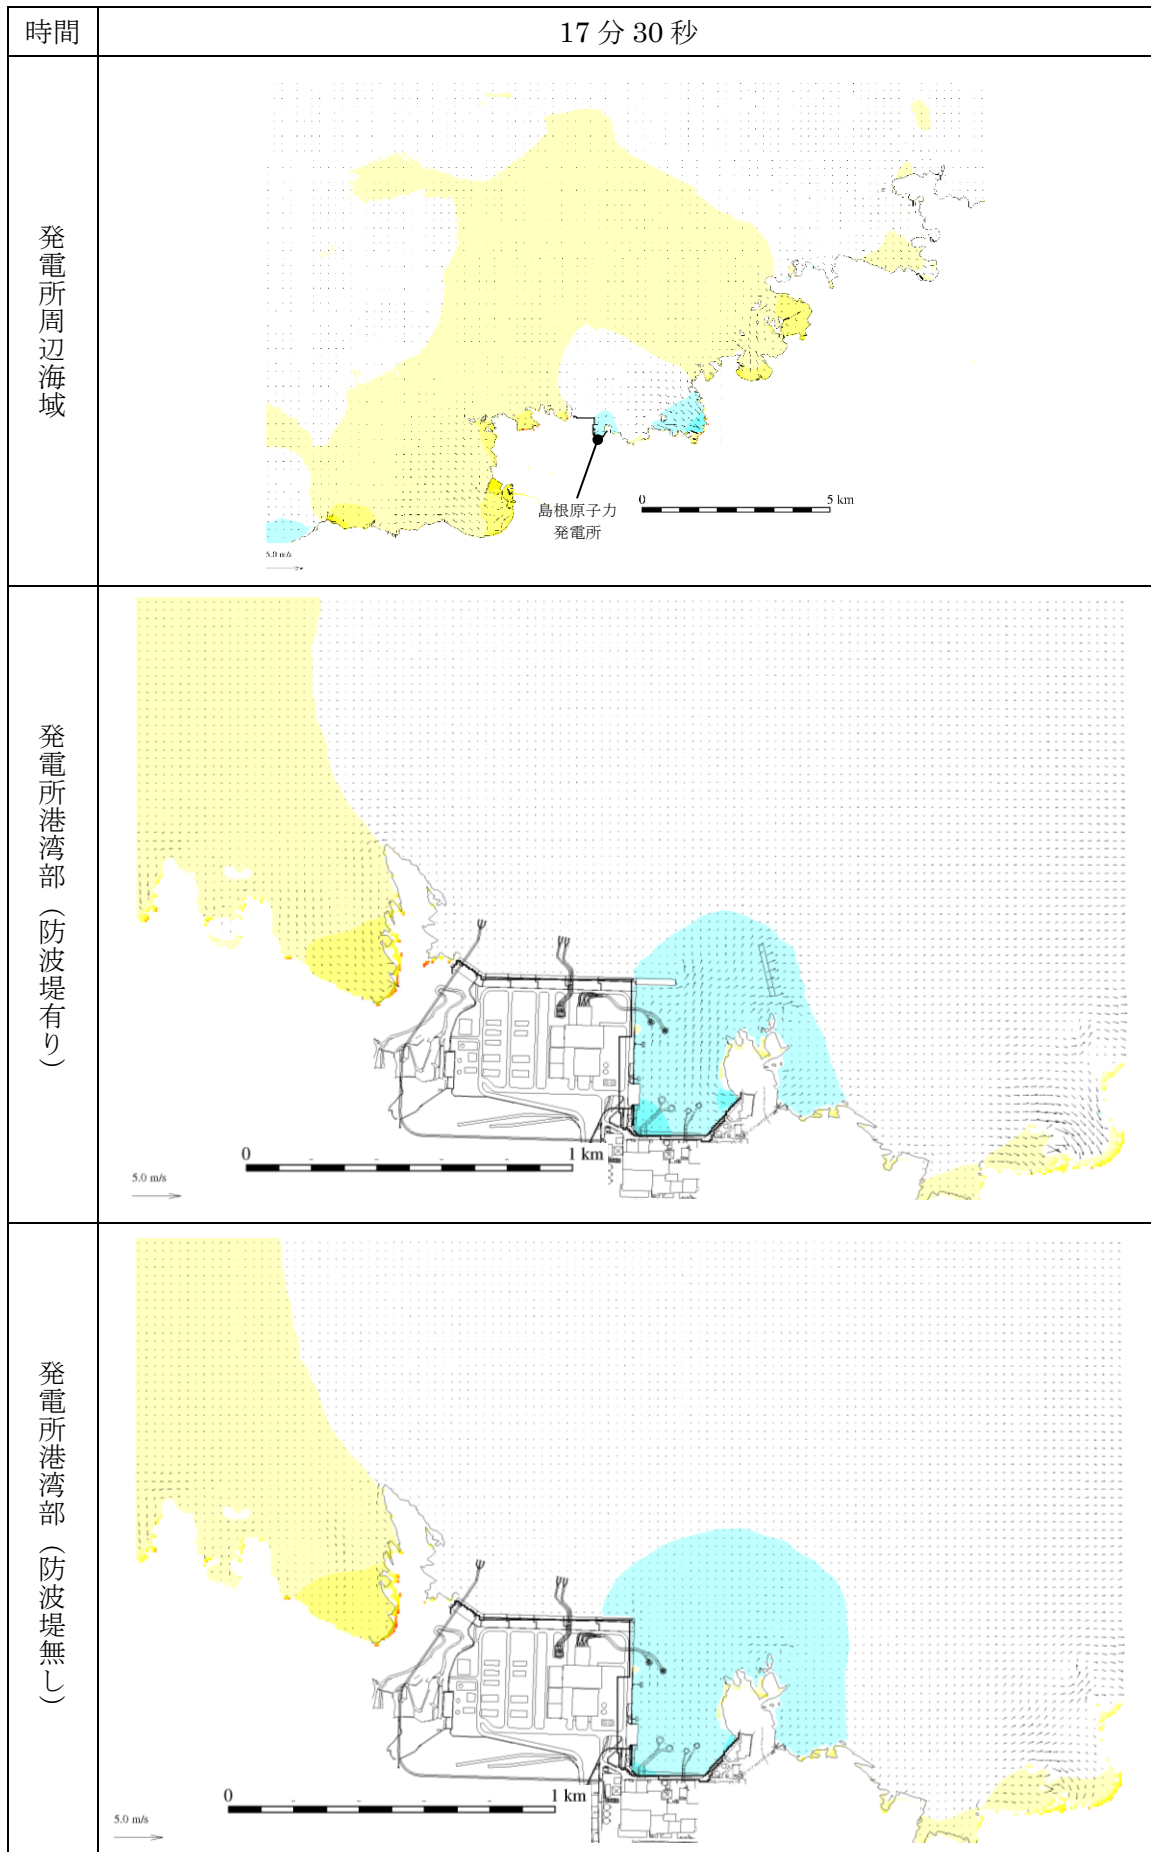 時間
17分30秒
発電所周辺海域
島根原子力
発電所
0
5 km
5.0 m/s
発電所港湾部（防波堤有り）
0
1 km
5.0 m/s
発電所港湾部（防波堤無し）
0
1 km
5.0 m/s